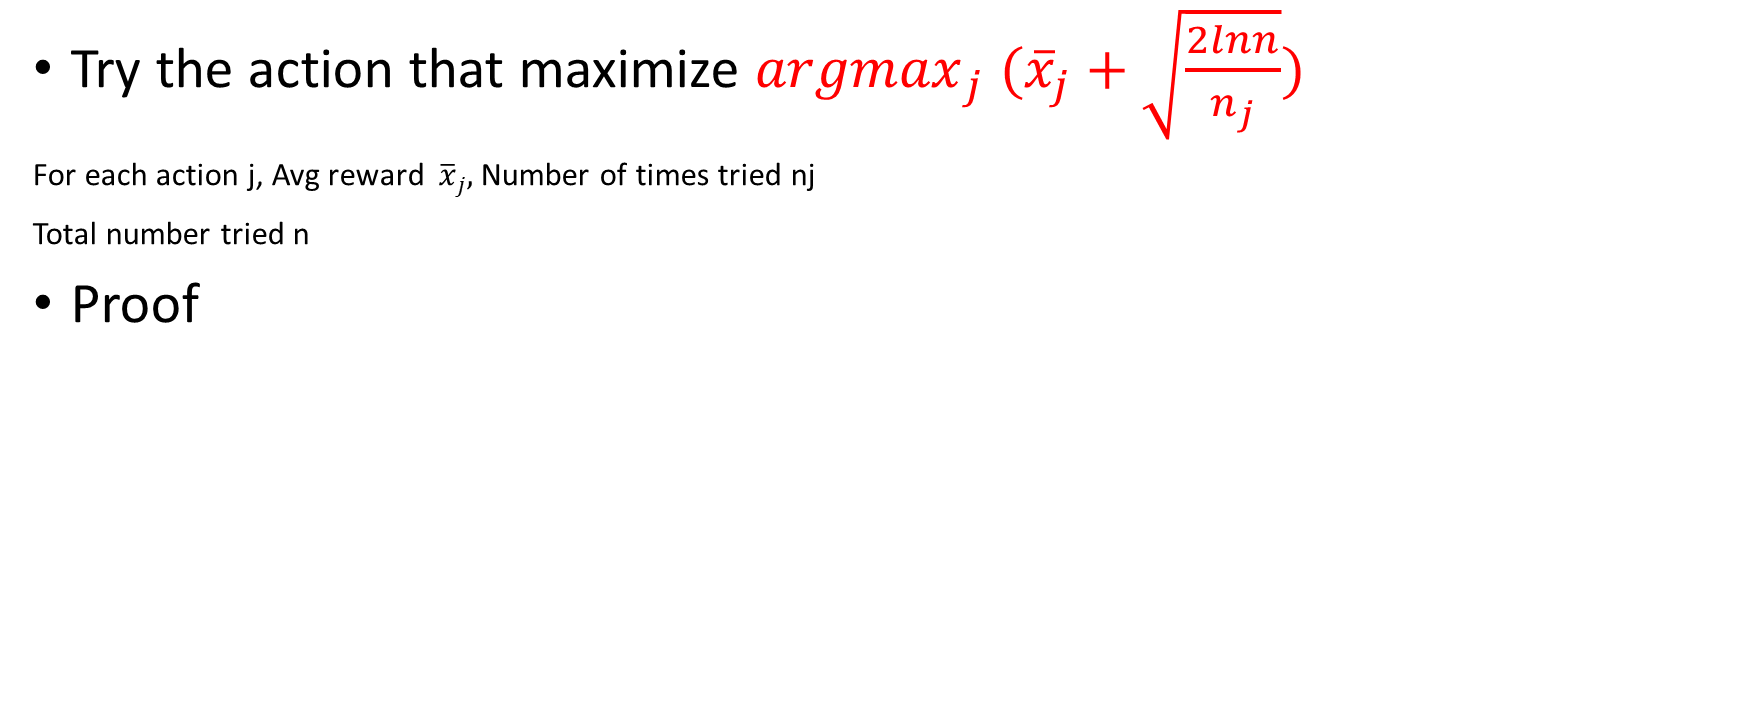 • Try the action that maximize argmax_j (x̄_j + √(2lnn / n_j))
For each action j, Avg reward x̄_j, Number of times tried nj
Total number tried n
• Proof